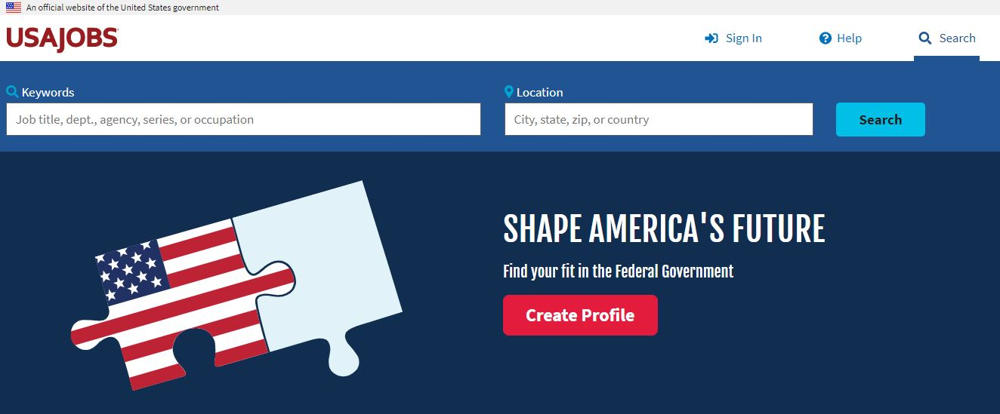 An official website of the United States government
USAJOBS
Sign In
Help
Search
Keywords
Location
Job title, dept., agency, series, or occupation
City, state, zip, or country
Search
SHAPE AMERICA'S FUTURE
Find your fit in the Federal Government
Create Profile